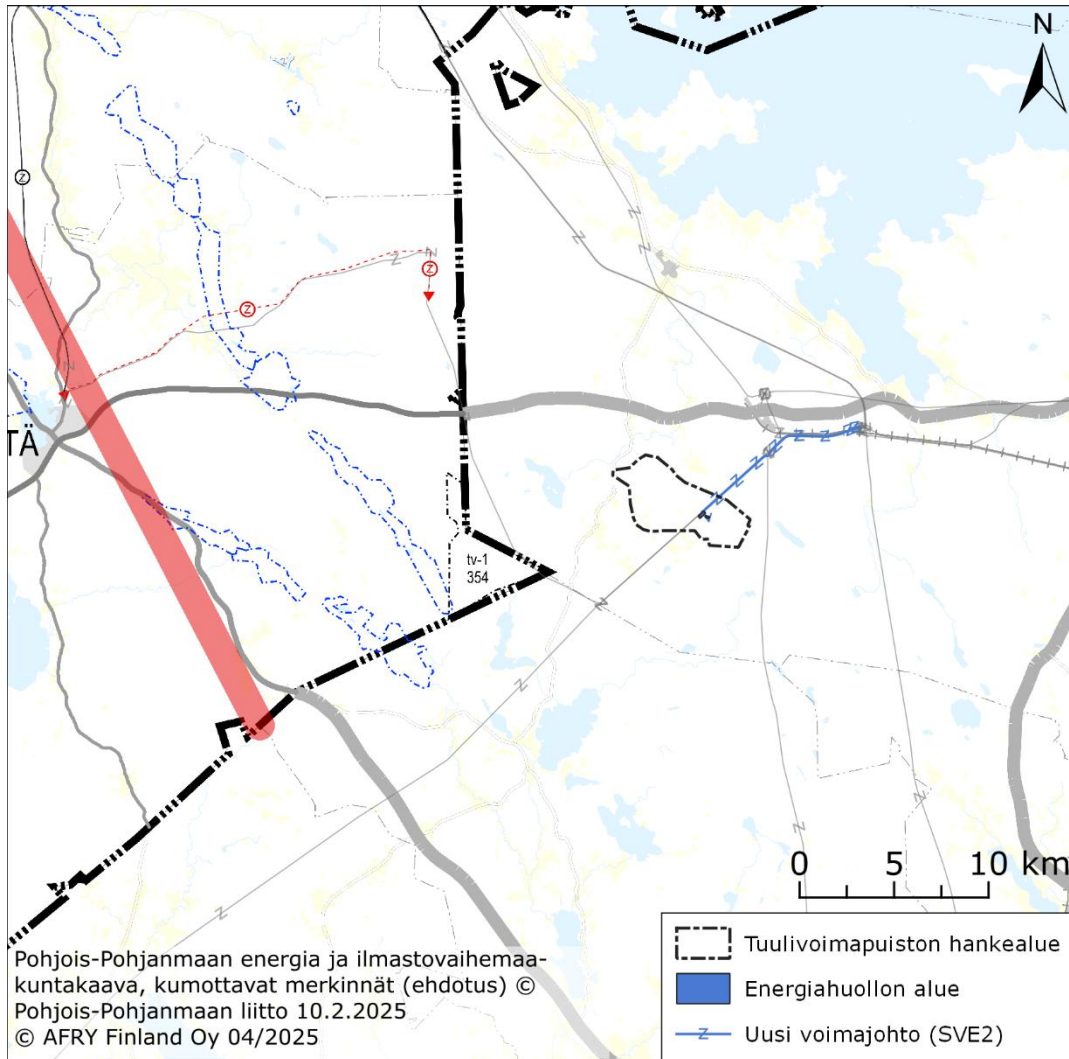 N
Z
Z
Z
TÄ
tv-1
354
0 5 10 km
Pohjois-Pohjanmaan energia ja ilmastovaihemaa-
kuntakaava, kumottavat merkinnät (ehdotus) ©
Pohjois-Pohjanmaan liitto 10.2.2025
© AFRY Finland Oy 04/2025
Tuulivoimapuiston hankealue
Energiahuollon alue
Uusi voimajohto (SVE2)